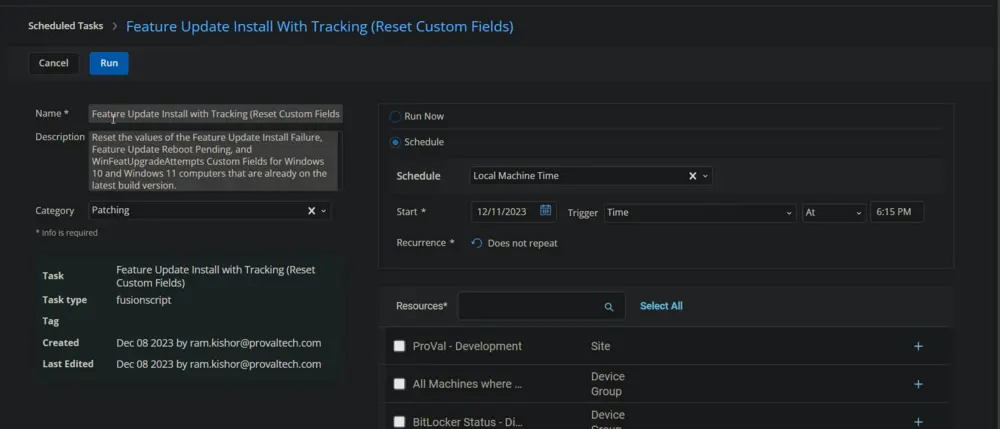 Scheduled Tasks > Feature Update Install With Tracking (Reset Custom Fields)
Cancel Run
Name * Feature Update Install with Tracking (Reset Custom Fields
Description Reset the values of the Feature Update Install Failure,
Feature Update Reboot Pending, and
WinFeatUpgradeAttempts Custom Fields for Windows
10 and Windows 11 computers that are already on the
latest build version.
Category Patching
* Info is required
Task Feature Update Install with Tracking (Reset
Custom Fields)
Task type fusionscript
Tag
Created Dec 08 2023 by ram.kishor@provaltech.com
Last Edited Dec 08 2023 by ram.kishor@provaltech.com
Run Now
Schedule
Schedule Local Machine Time
Start * 12/11/2023 Trigger Time At 6:15 PM
Recurrence * Does not repeat
Resources* Select All
ProVal - Development Site
All Machines where ... Device
Group
BitLocker Status - Di... Device
Group